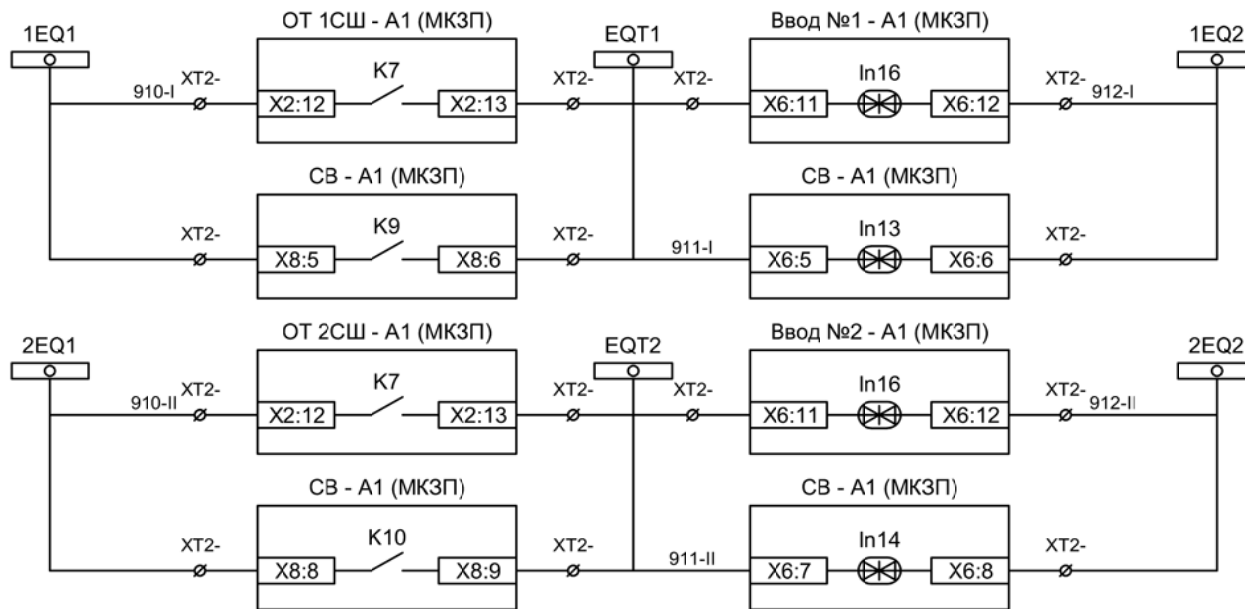 ОТ 1СШ - А1 (МКЗП)
Ввод №1 - А1 (МКЗП)
1EQ1
EQT1
1EQ2
910-I
XT2-
K7
X2:12
X2:13
XT2-
XT2-
In16
X6:11
X6:12
XT2-
912-I
СВ - А1 (МКЗП)
СВ - А1 (МКЗП)
XT2-
K9
X8:5
X8:6
XT2-
911-I
In13
X6:5
X6:6
XT2-
ОТ 2СШ - А1 (МКЗП)
Ввод №2 - А1 (МКЗП)
2EQ1
EQT2
2EQ2
910-II
XT2-
K7
X2:12
X2:13
XT2-
XT2-
In16
X6:11
X6:12
XT2-
912-II
СВ - А1 (МКЗП)
СВ - А1 (МКЗП)
XT2-
K10
X8:8
X8:9
XT2-
911-II
In14
X6:7
X6:8
XT2-